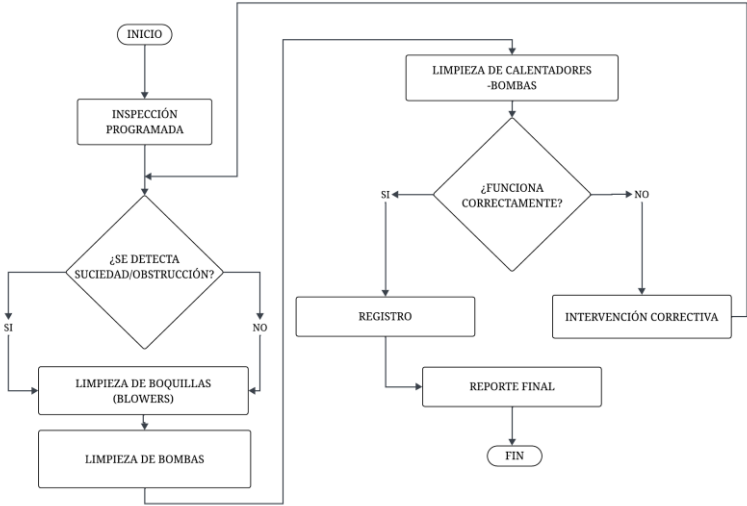 INICIO
INSPECCIÓN
PROGRAMADA
¿SE DETECTA
SUCIEDAD/OBSTRUCCIÓN?
SI
NO
LIMPIEZA DE BOQUILLAS
(BLOWERS)
LIMPIEZA DE BOMBAS
LIMPIEZA DE CALENTADORES
-BOMBAS
¿FUNCIONA
CORRECTAMENTE?
SI
NO
REGISTRO
INTERVENCIÓN CORRECTIVA
REPORTE FINAL
FIN